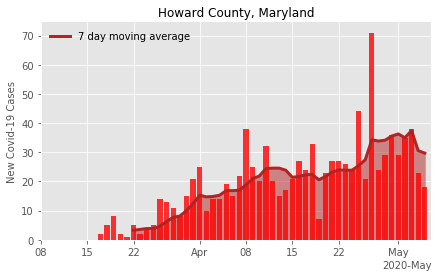 Howard County, Maryland
7 day moving average
New Covid-19 Cases
70
60
50
40
30
20
10
0
08 15 22 Apr 08 15 22 May
2020-May